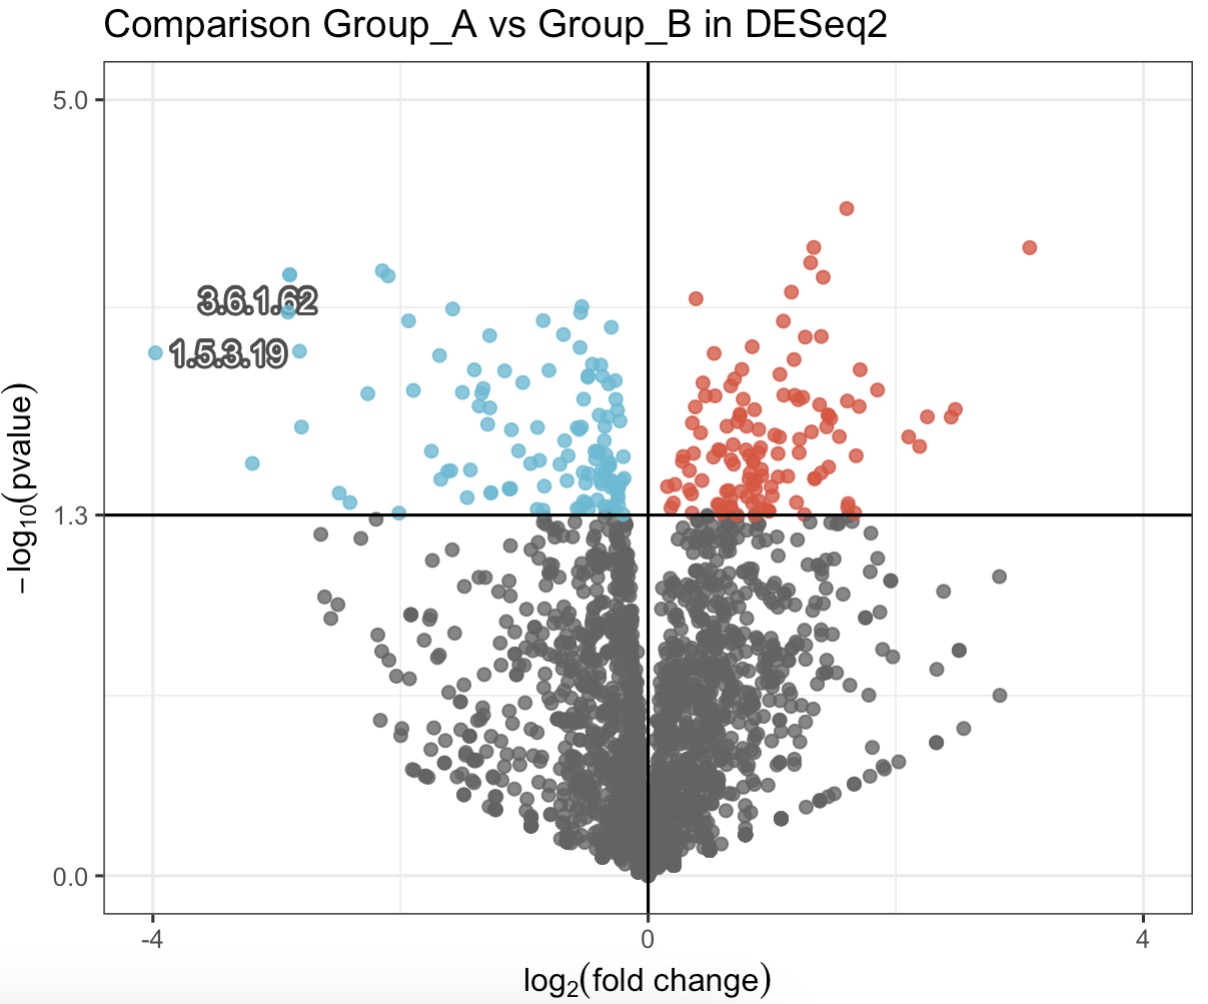 Comparison Group_A vs Group_B in DESeq2
5.0
3.6.1.62
1.5.3.19
1.3
0.0
−log₁₀(pvalue)
-4 0 4
log₂(fold change)